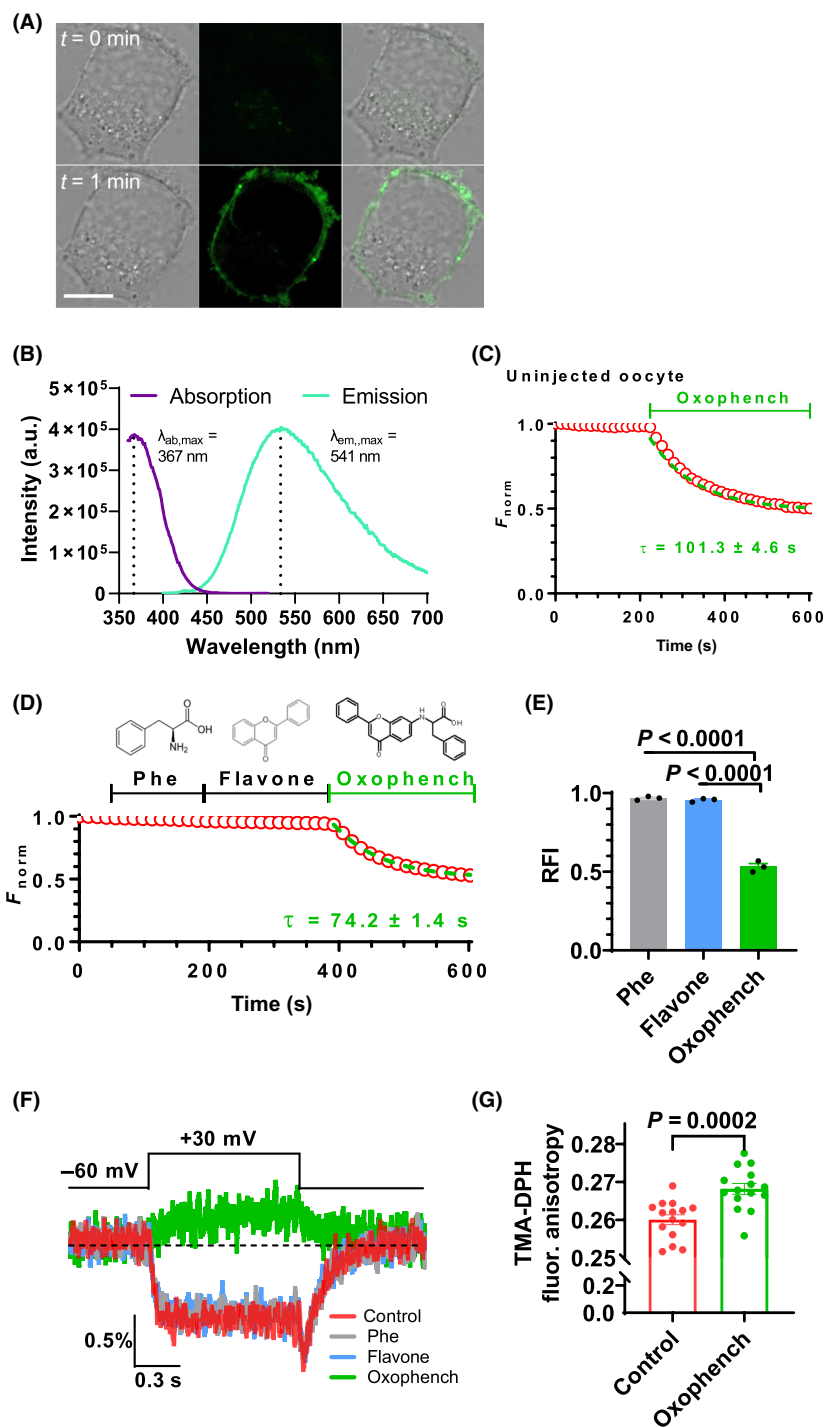 (A)
t = 0 min
t = 1 min
(B)
Absorption Emission
5×10⁵
4×10⁵
3×10⁵
2×10⁵
1×10⁵
0
Intensity (a.u.)
λab,max =
367 nm
λem,,max =
541 nm
350 400 450 500 550 600 650 700
Wavelength (nm)
(C)
Uninjected oocyte
Oxophench
1.0
0.5
0.0
Fnorm
τ = 101.3 ± 4.6 s
0 200 400 600
Time (s)
(D)
O
OH
NH₂
O
O
O
O
H
N
O
OH
Phe Flavone Oxophench
1.0
0.5
0.0
Fnorm
τ = 74.2 ± 1.4 s
0 200 400 600
Time (s)
(E)
P < 0.0001
P < 0.0001
1.0
0.5
0.0
RFI
Phe
Flavone
Oxophench
(F)
+30 mV
–60 mV
0.5%
0.3 s
Control
Phe
Flavone
Oxophench
(G)
P = 0.0002
0.28
0.27
0.26
0.25
0.2
0.0
TMA-DPH
fluor. anisotropy
Control
Oxophench